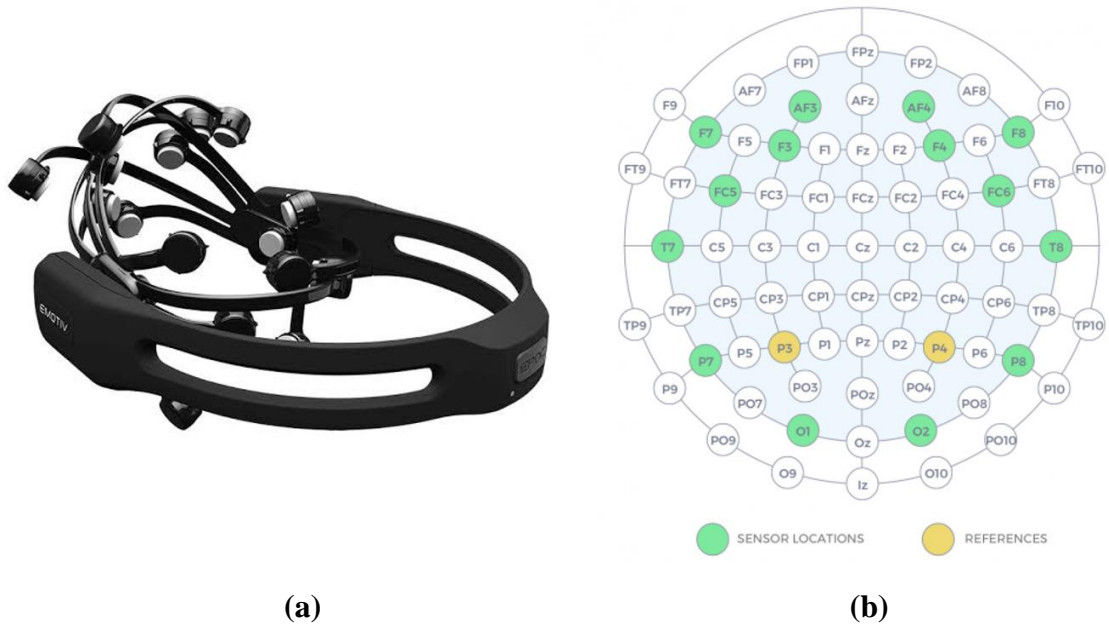 EMOTIV
FPz
FP1 FP2
AF7 AF8
F9 AFz F10
AF3 AF4
F7 F8
F5 F3 F1 Fz F2 F4 F6
FT9 FT7 FT8 FT10
FC5 FC3 FC1 FCz FC2 FC4 FC6
T7 C5 C3 C1 Cz C2 C4 C6 T8
TP9 TP7 CP5 CP3 CP1 CPz CP2 CP4 CP6 TP8 TP10
P7 P5 P3 P1 Pz P2 P4 P6 P8
P9 PO3 POz PO4 P10
PO7 PO8
PO9 O1 Oz O2 PO10
O9 Iz O10
SENSOR LOCATIONS REFERENCES
(a) (b)